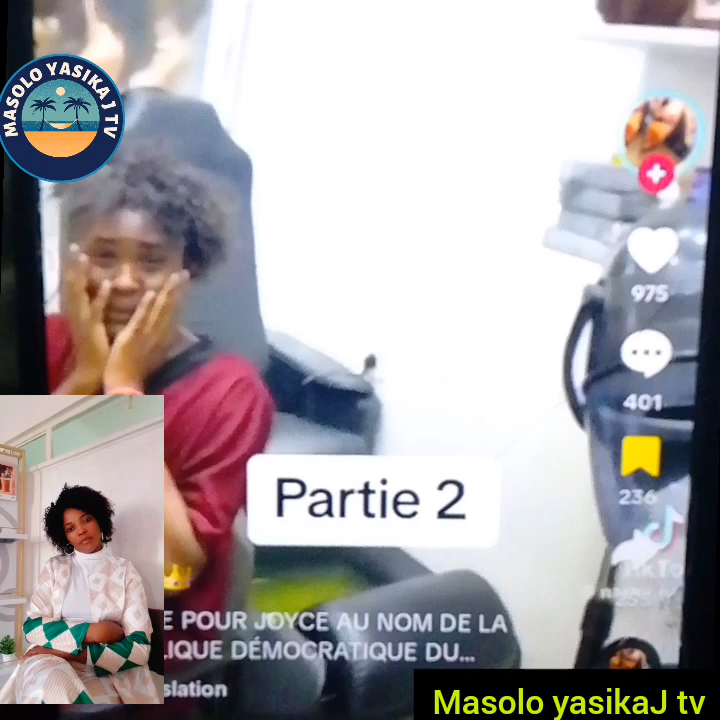 MASOLO YASIKA J TV
975
401
Partie 2
236
E POUR JOYCE AU NOM DE LA
LIQUE DÉMOCRATIQUE DU...
slation
Masolo yasikaJ tv